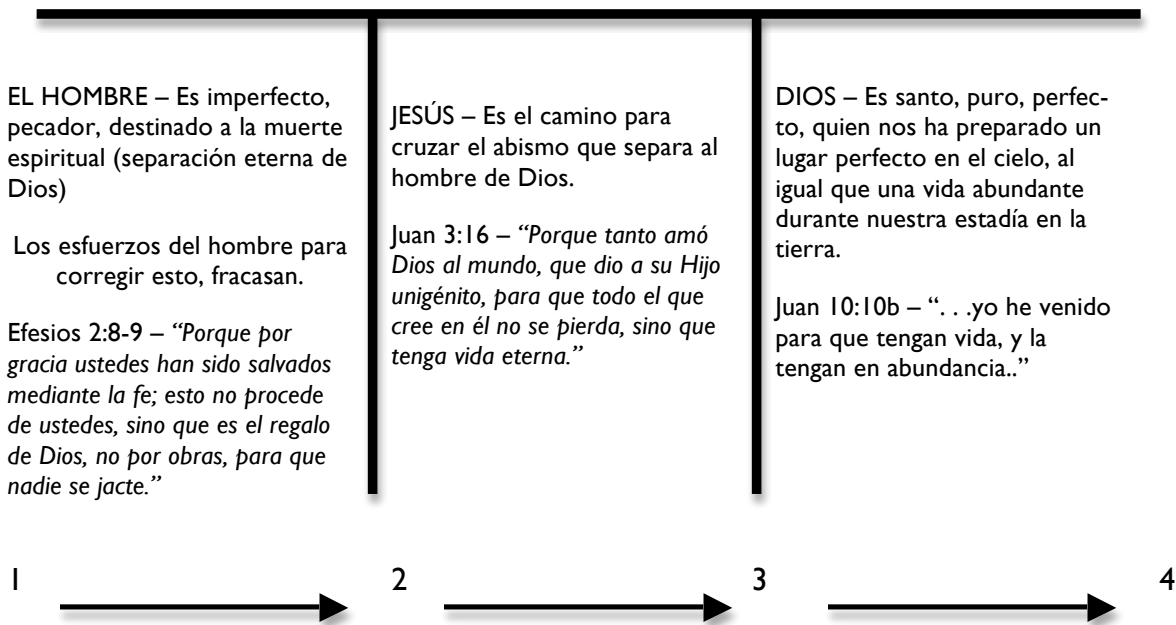 EL HOMBRE – Es imperfecto,
pecador, destinado a la muerte
espiritual (separación eterna de
Dios)
Los esfuerzos del hombre para
corregir esto, fracasan.
Efesios 2:8-9 – “Porque por
gracia ustedes han sido salvados
mediante la fe; esto no procede
de ustedes, sino que es el regalo
de Dios, no por obras, para que
nadie se jacte.”
JESÚS – Es el camino para
cruzar el abismo que separa al
hombre de Dios.
Juan 3:16 – “Porque tanto amó
Dios al mundo, que dio a su Hijo
unigénito, para que todo el que
cree en él no se pierda, sino que
tenga vida eterna.”
DIOS – Es santo, puro, perfec-
to, quien nos ha preparado un
lugar perfecto en el cielo, al
igual que una vida abundante
durante nuestra estadía en la
tierra.
Juan 10:10b – “. . .yo he venido
para que tengan vida, y la
tengan en abundancia..”
1 2 3 4